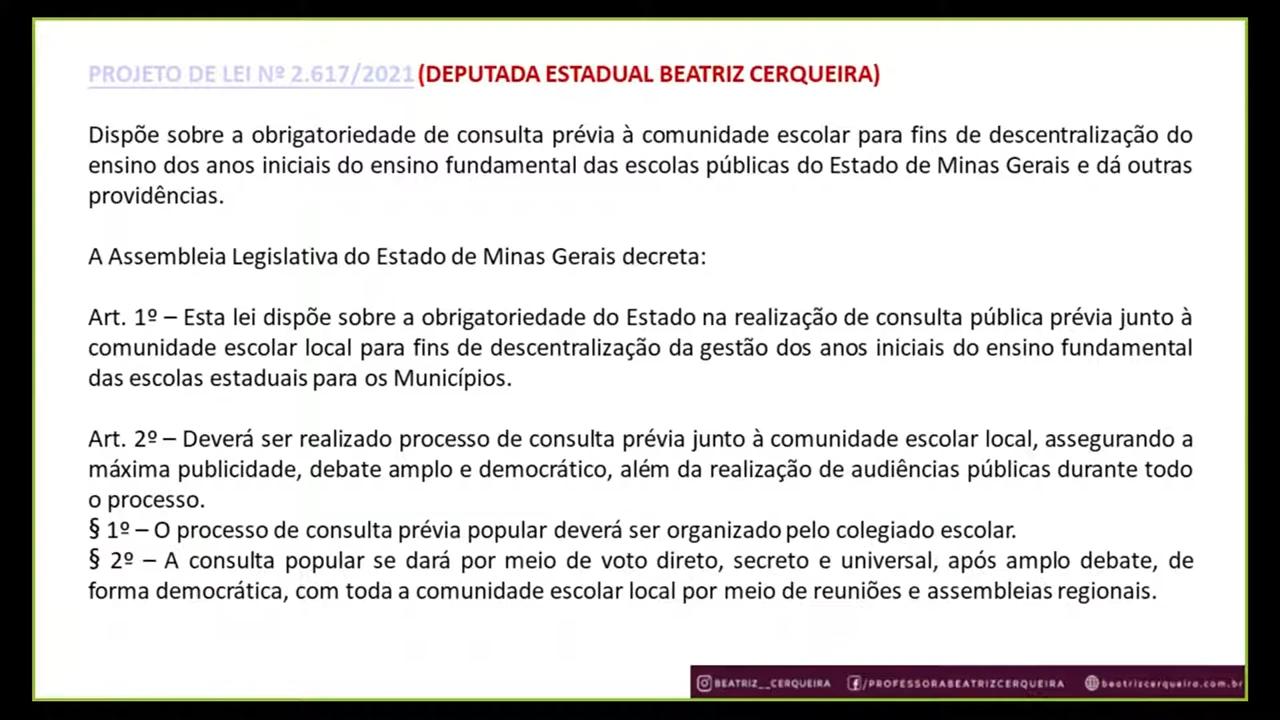 PROJETO DE LEI Nº 2.617/2021 (DEPUTADA ESTADUAL BEATRIZ CERQUEIRA)
Dispõe sobre a obrigatoriedade de consulta prévia à comunidade escolar para fins de descentralização do
ensino dos anos iniciais do ensino fundamental das escolas públicas do Estado de Minas Gerais e dá outras
providências.
A Assembleia Legislativa do Estado de Minas Gerais decreta:
Art. 1º – Esta lei dispõe sobre a obrigatoriedade do Estado na realização de consulta pública prévia junto à
comunidade escolar local para fins de descentralização da gestão dos anos iniciais do ensino fundamental
das escolas estaduais para os Municípios.
Art. 2º – Deverá ser realizado processo de consulta prévia junto à comunidade escolar local, assegurando a
máxima publicidade, debate amplo e democrático, além da realização de audiências públicas durante todo
o processo.
§ 1º – O processo de consulta prévia popular deverá ser organizado pelo colegiado escolar.
§ 2º – A consulta popular se dará por meio de voto direto, secreto e universal, após amplo debate, de
forma democrática, com toda a comunidade escolar local por meio de reuniões e assembleias regionais.
BEATRIZ__CERQUEIRA /PROFESSORABEATRIZCERQUEIRA beatrizcerqueira.com.br